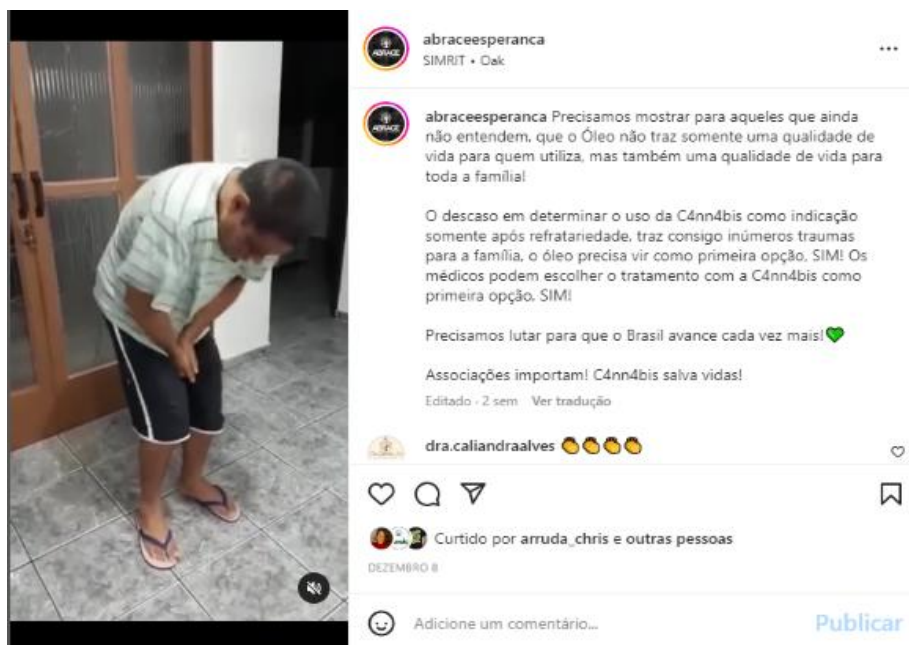 abraceesperanca
SIMRIT • Oak
ABRACE
ABRACE
abraceesperanca Precisamos mostrar para aqueles que ainda
não entendem, que o Óleo não traz somente uma qualidade de
vida para quem utiliza, mas também uma qualidade de vida para
toda a família!
O descaso em determinar o uso da C4nn4bis como indicação
somente após refratariedade, traz consigo inúmeros traumas
para a família, o óleo precisa vir como primeira opção, SIM! Os
médicos podem escolher o tratamento com a C4nn4bis como
primeira opção, SIM!
Precisamos lutar para que o Brasil avance cada vez mais!💚
Associações importam! C4nn4bis salva vidas!
Editado · 2 sem Ver tradução
dra.caliandraalves 👏👏👏👏
Curtido por arruda_chris e outras pessoas
DEZEMBRO 8
Adicione um comentário... Publicar